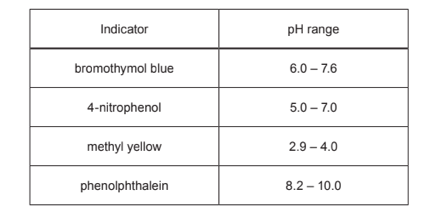 Indicator pH range
bromothymol blue 6.0 – 7.6
4-nitrophenol 5.0 – 7.0
methyl yellow 2.9 – 4.0
phenolphthalein 8.2 – 10.0